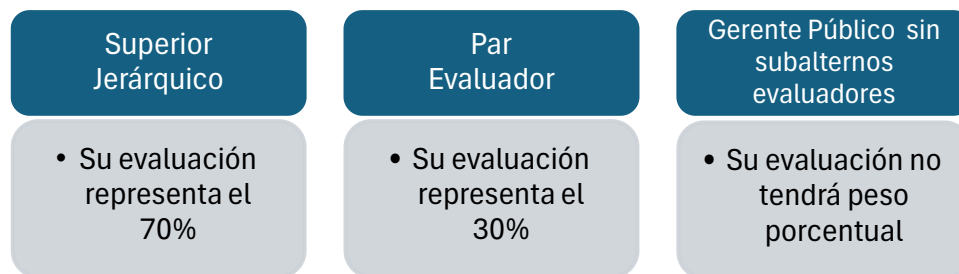 Superior
Jerárquico
• Su evaluación
representa el
70%
Par
Evaluador
• Su evaluación
representa el
30%
Gerente Público sin
subalternos
evaluadores
• Su evaluación no
tendrá peso
porcentual